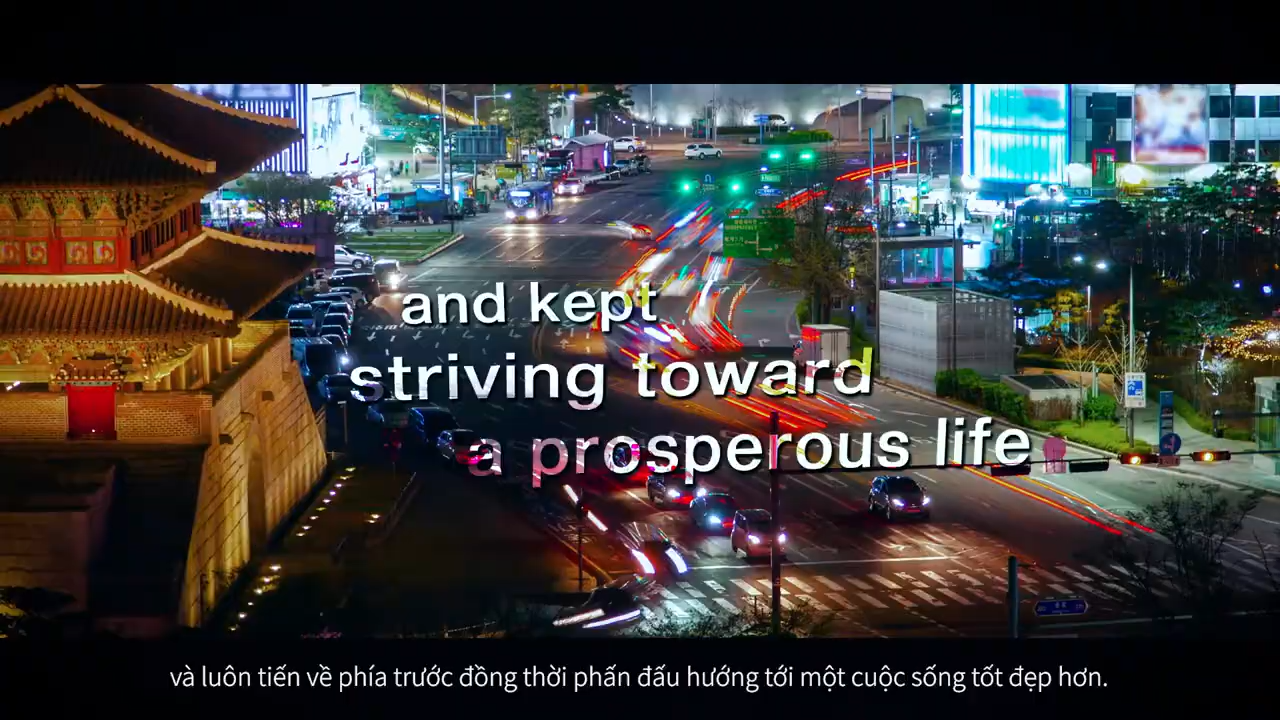 and kept
striving toward
a prosperous life
và luôn tiến về phía trước đồng thời phấn đấu hướng tới một cuộc sống tốt đẹp hơn.